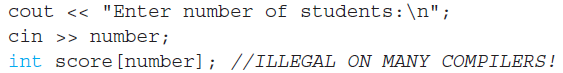 cout << "Enter number of students:\n";
cin >> number;
int score[number]; //ILLEGAL ON MANY COMPILERS!